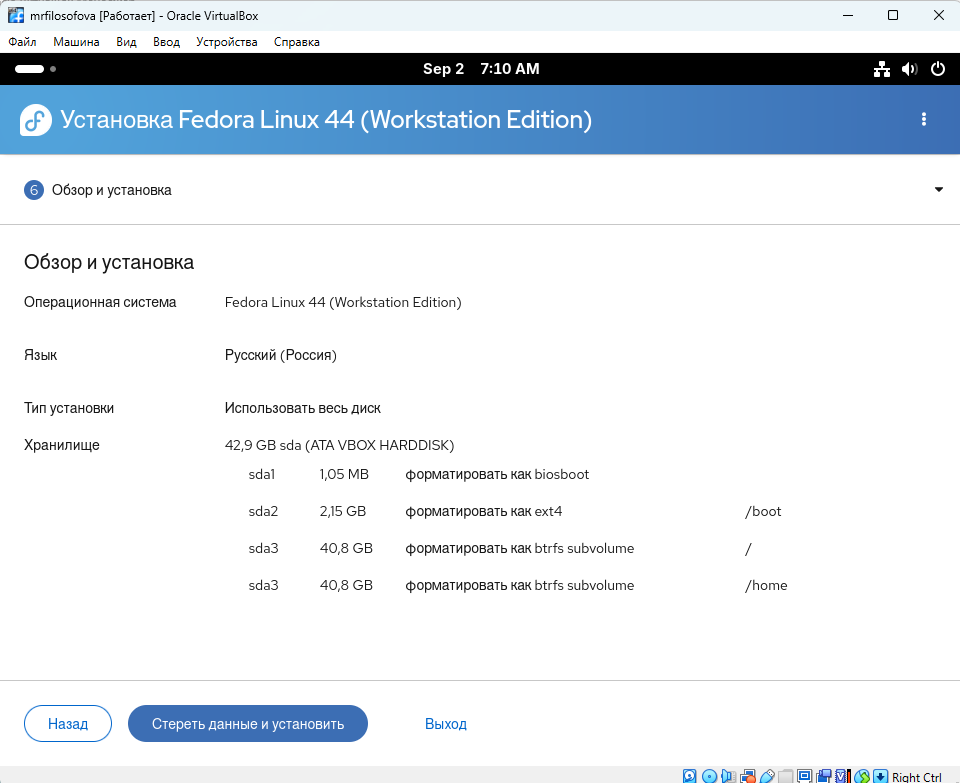 mrfilosofova [Работает] - Oracle VirtualBox
Файл Машина Вид Ввод Устройства Справка
Sep 2 7:10 AM
Установка Fedora Linux 44 (Workstation Edition)
6 Обзор и установка
Обзор и установка
Операционная система Fedora Linux 44 (Workstation Edition)
Язык Русский (Россия)
Тип установки Использовать весь диск
Хранилище 42,9 GB sda (ATA VBOX HARDDISK)
sda1 1,05 MB форматировать как biosboot
sda2 2,15 GB форматировать как ext4 /boot
sda3 40,8 GB форматировать как btrfs subvolume /
sda3 40,8 GB форматировать как btrfs subvolume /home
Назад Стереть данные и установить Выход
Right Ctrl